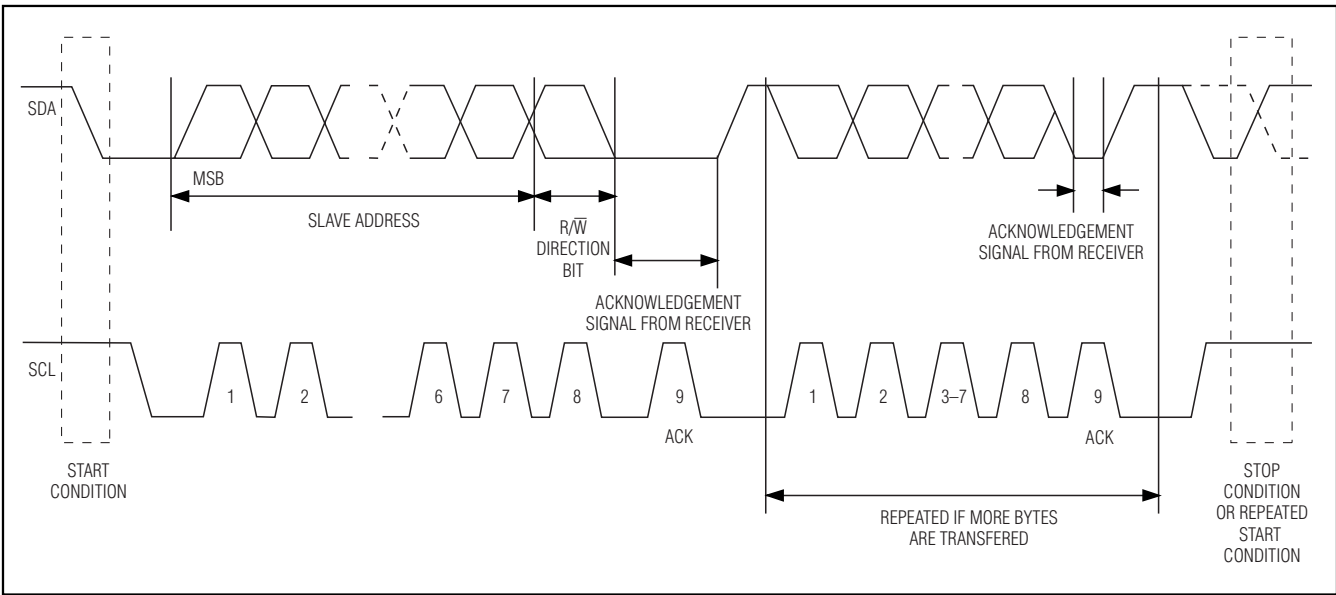 SDA
MSB
SLAVE ADDRESS
R/W̅
DIRECTION
BIT
ACKNOWLEDGEMENT
SIGNAL FROM RECEIVER
ACKNOWLEDGEMENT
SIGNAL FROM RECEIVER
SCL
1
2
6
7
8
9
1
2
3–7
8
9
ACK
ACK
START
CONDITION
REPEATED IF MORE BYTES
ARE TRANSFERED
STOP
CONDITION
OR REPEATED
START
CONDITION